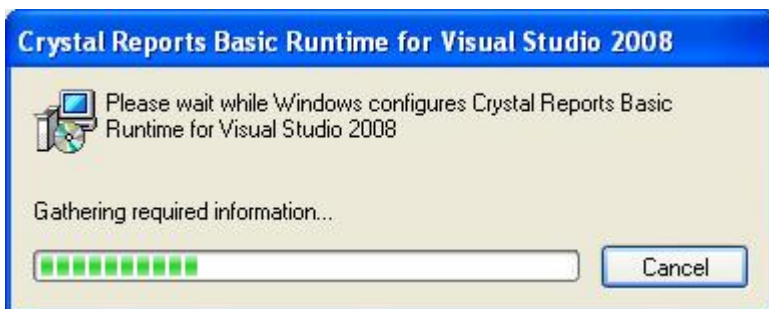 Crystal Reports Basic Runtime for Visual Studio 2008
Please wait while Windows configures Crystal Reports Basic
Runtime for Visual Studio 2008
Gathering required information...
Cancel